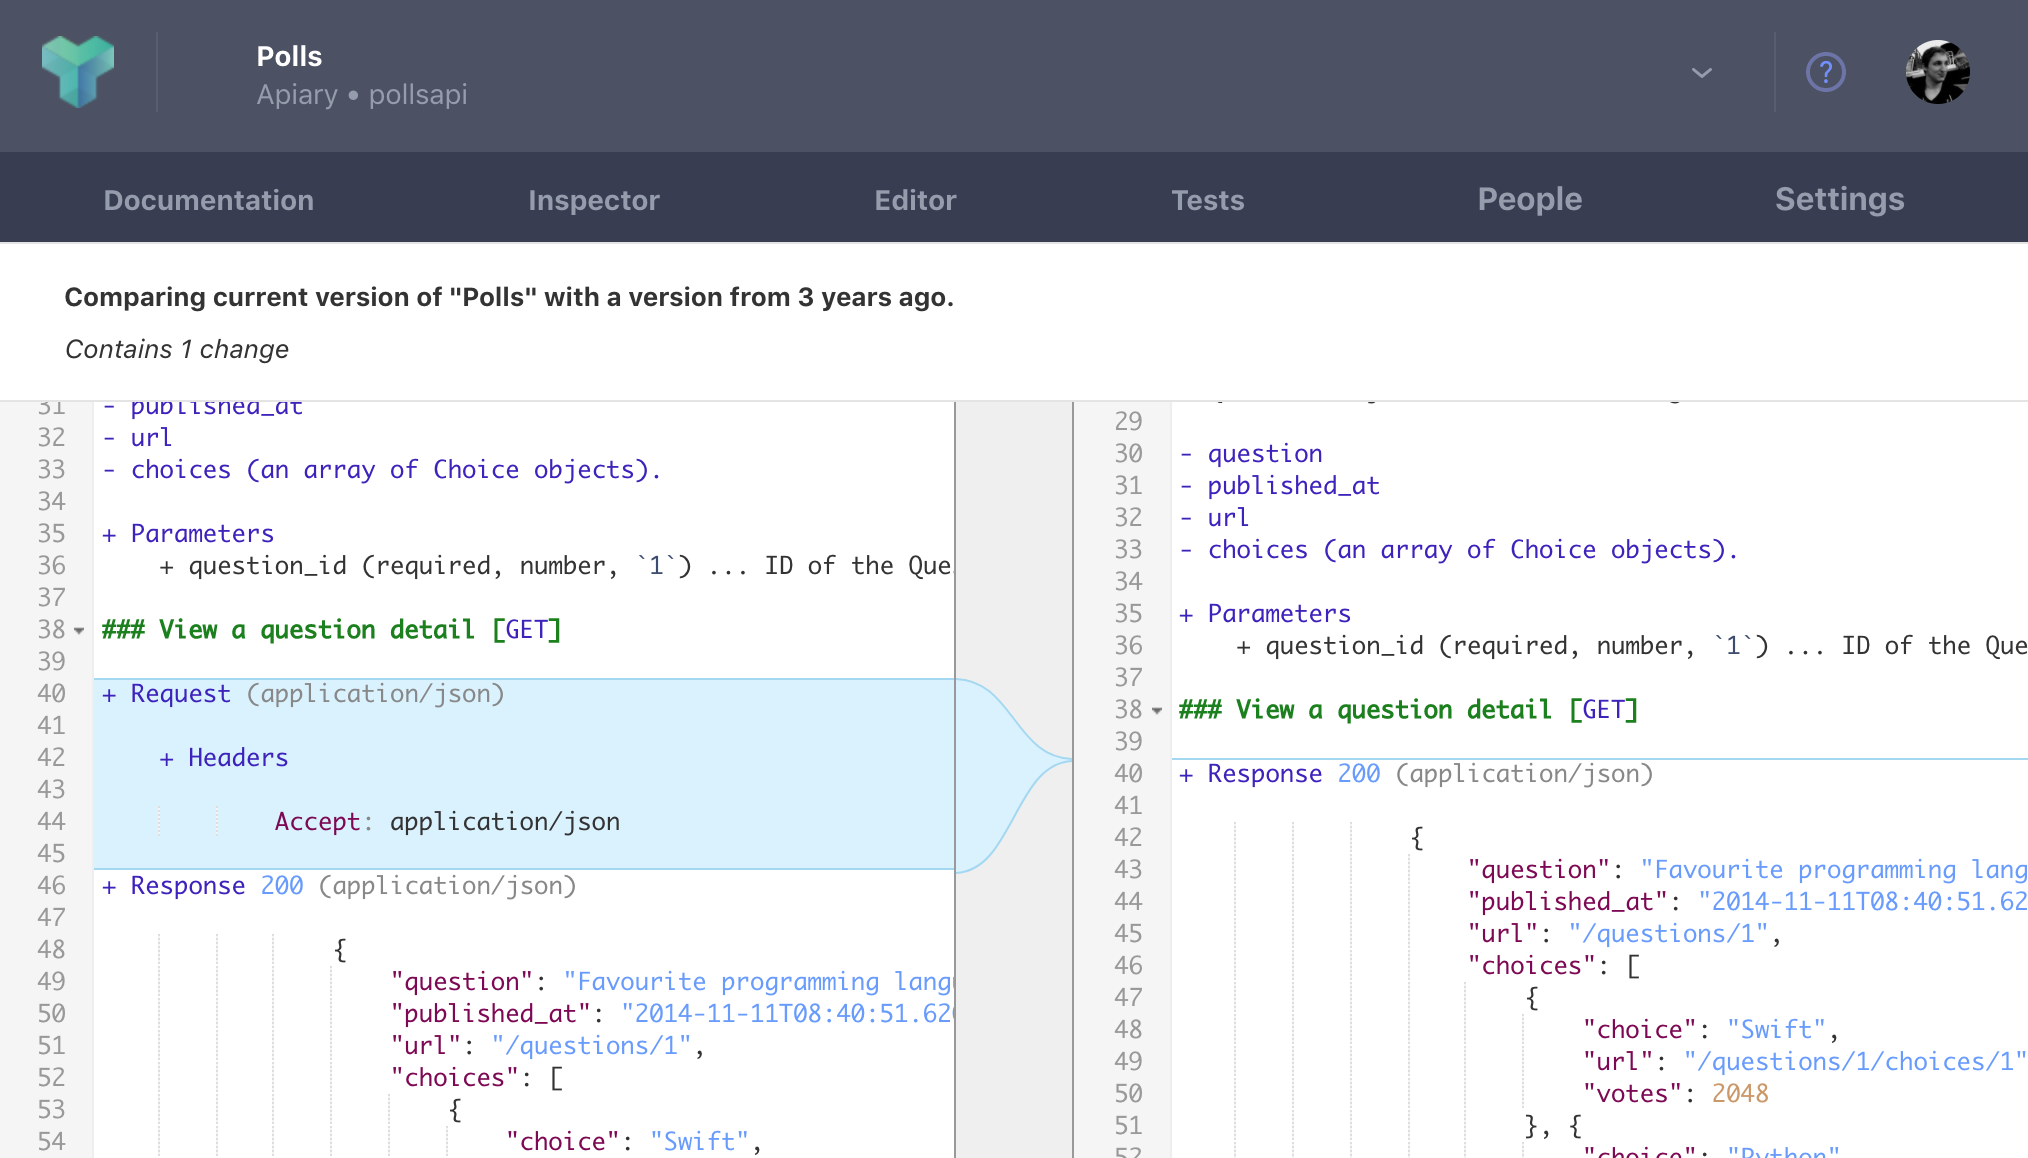 Polls
Apiary • pollsapi
?
Documentation
Inspector
Editor
Tests
People
Settings
Comparing current version of "Polls" with a version from 3 years ago.
Contains 1 change
31 - published_at
32 - url
33 - choices (an array of Choice objects).
34
35 + Parameters
36 + question_id (required, number, `1`) ... ID of the Que
37
38 ### View a question detail [GET]
39
40 + Request (application/json)
41
42 + Headers
43
44 Accept: application/json
45
46 + Response 200 (application/json)
47
48 {
49 "question": "Favourite programming lang
50 "published_at": "2014-11-11T08:40:51.62
51 "url": "/questions/1",
52 "choices": [
53 {
54 "choice": "Swift",
29
30 - question
31 - published_at
32 - url
33 - choices (an array of Choice objects).
34
35 + Parameters
36 + question_id (required, number, `1`) ... ID of the Que
37
38 ### View a question detail [GET]
39
40 + Response 200 (application/json)
41
42 {
43 "question": "Favourite programming lang
44 "published_at": "2014-11-11T08:40:51.62
45 "url": "/questions/1",
46 "choices": [
47 {
48 "choice": "Swift",
49 "url": "/questions/1/choices/1"
50 "votes": 2048
51 }, {
52 "choice": "Python"